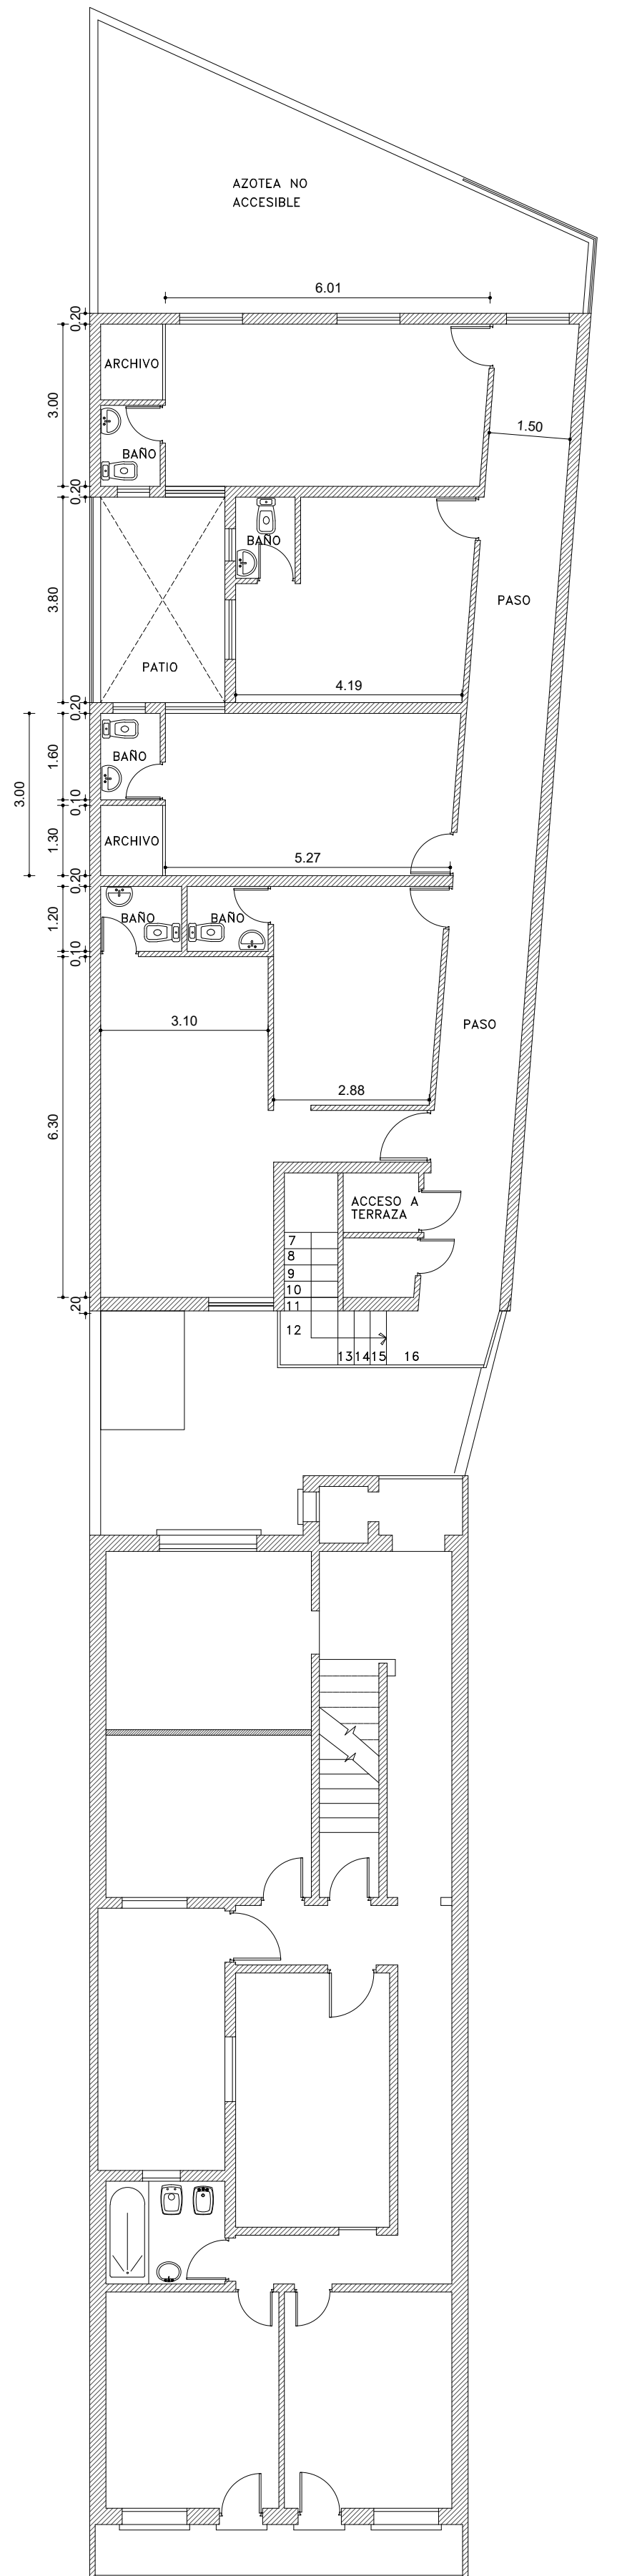 AZOTEA NO
ACCESIBLE
6.01
0.20
ARCHIVO
3.00
1.50
BAÑO
0.20
BAÑO
3.80
PASO
PATIO
4.19
0.20
BAÑO
1.60
3.00
0.10
ARCHIVO
1.30
5.27
0.20
BAÑO
BAÑO
1.20
0.10
3.10
PASO
2.88
6.30
ACCESO A
TERRAZA
7
8
9
10
11
20
12
13 14 15 16